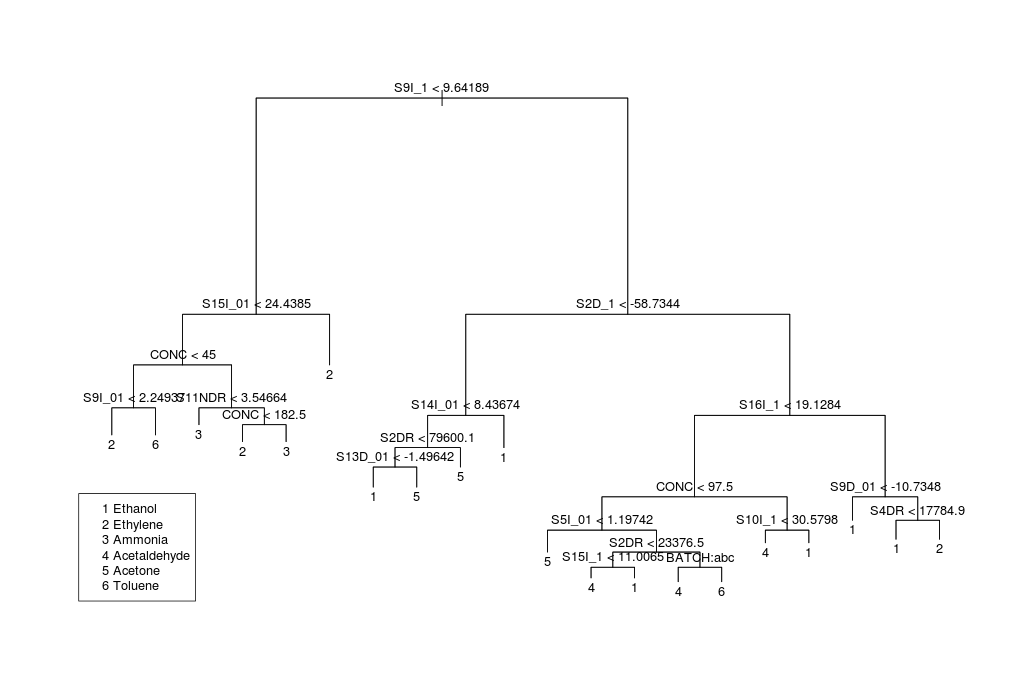 S9I_1 < 9.64189
S15I_01 < 24.4385
S2D_1 < -58.7344
CONC < 45
2
S9I_01 < 2.24937
S11NDR < 3.54664
S14I_01 < 8.43674
S16I_1 < 19.1284
CONC < 182.5
2
6
3
2
3
S2DR < 79600.1
1
S13D_01 < -1.49642
5
1
5
CONC < 97.5
S9D_01 < -10.7348
S5I_01 < 1.19742
S10I_1 < 30.5798
1
S4DR < 17784.9
5
S2DR < 23376.5
4
1
1
2
S15I_1 < 11.0065
BATCH:abc
4
1
4
6
1 Ethanol
2 Ethylene
3 Ammonia
4 Acetaldehyde
5 Acetone
6 Toluene